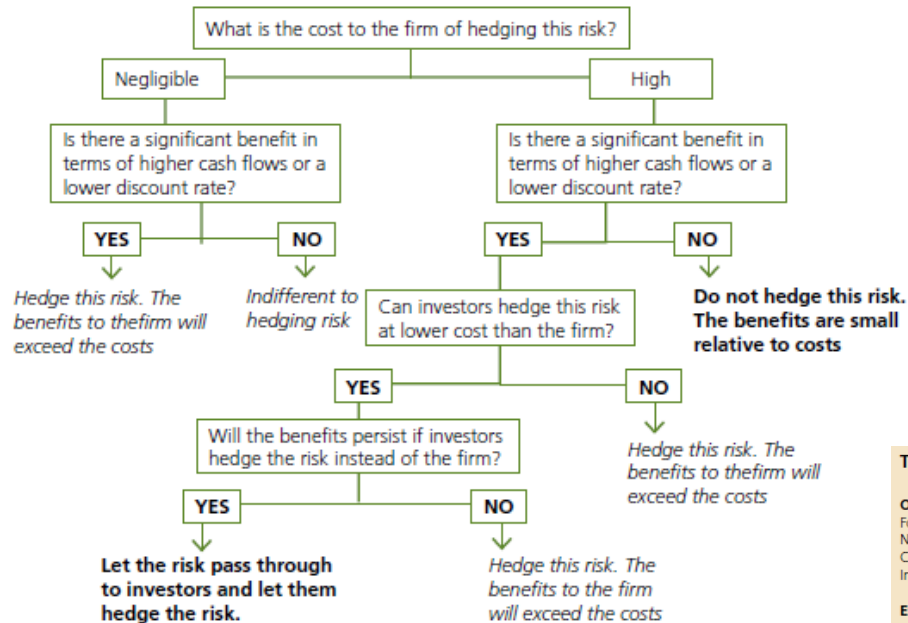 What is the cost to the firm of hedging this risk?
Negligible
High
Is there a significant benefit in
terms of higher cash flows or a
lower discount rate?
Is there a significant benefit in
terms of higher cash flows or a
lower discount rate?
YES
NO
YES
NO
Hedge this risk. The
benefits to thefirm will
exceed the costs
Indifferent to
hedging risk
Can investors hedge this risk
at lower cost than the firm?
Do not hedge this risk.
The benefits are small
relative to costs
YES
NO
Will the benefits persist if investors
hedge the risk instead of the firm?
Hedge this risk. The
benefits to thefirm will
exceed the costs
YES
NO
Let the risk pass through
to investors and let them
hedge the risk.
Hedge this risk. The
benefits to the firm
will exceed the costs